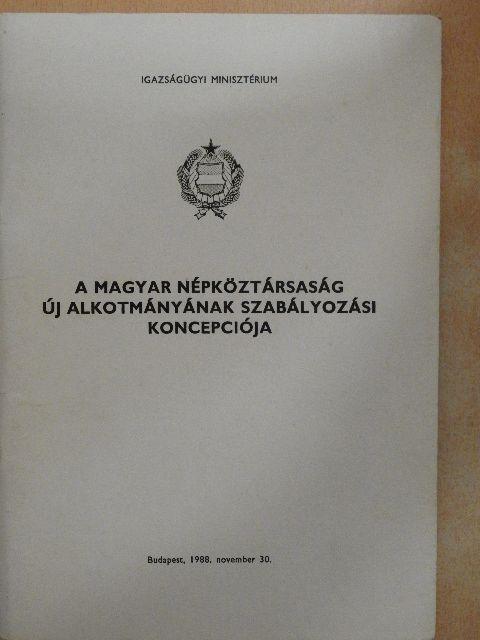 IGAZSÁGÜGYI MINISZTÉRIUM
A MAGYAR NÉPKÖZTÁRSASÁG
ÚJ ALKOTMÁNYÁNAK SZABÁLYOZÁSI
KONCEPCIÓJA
Budapest, 1988. november 30.